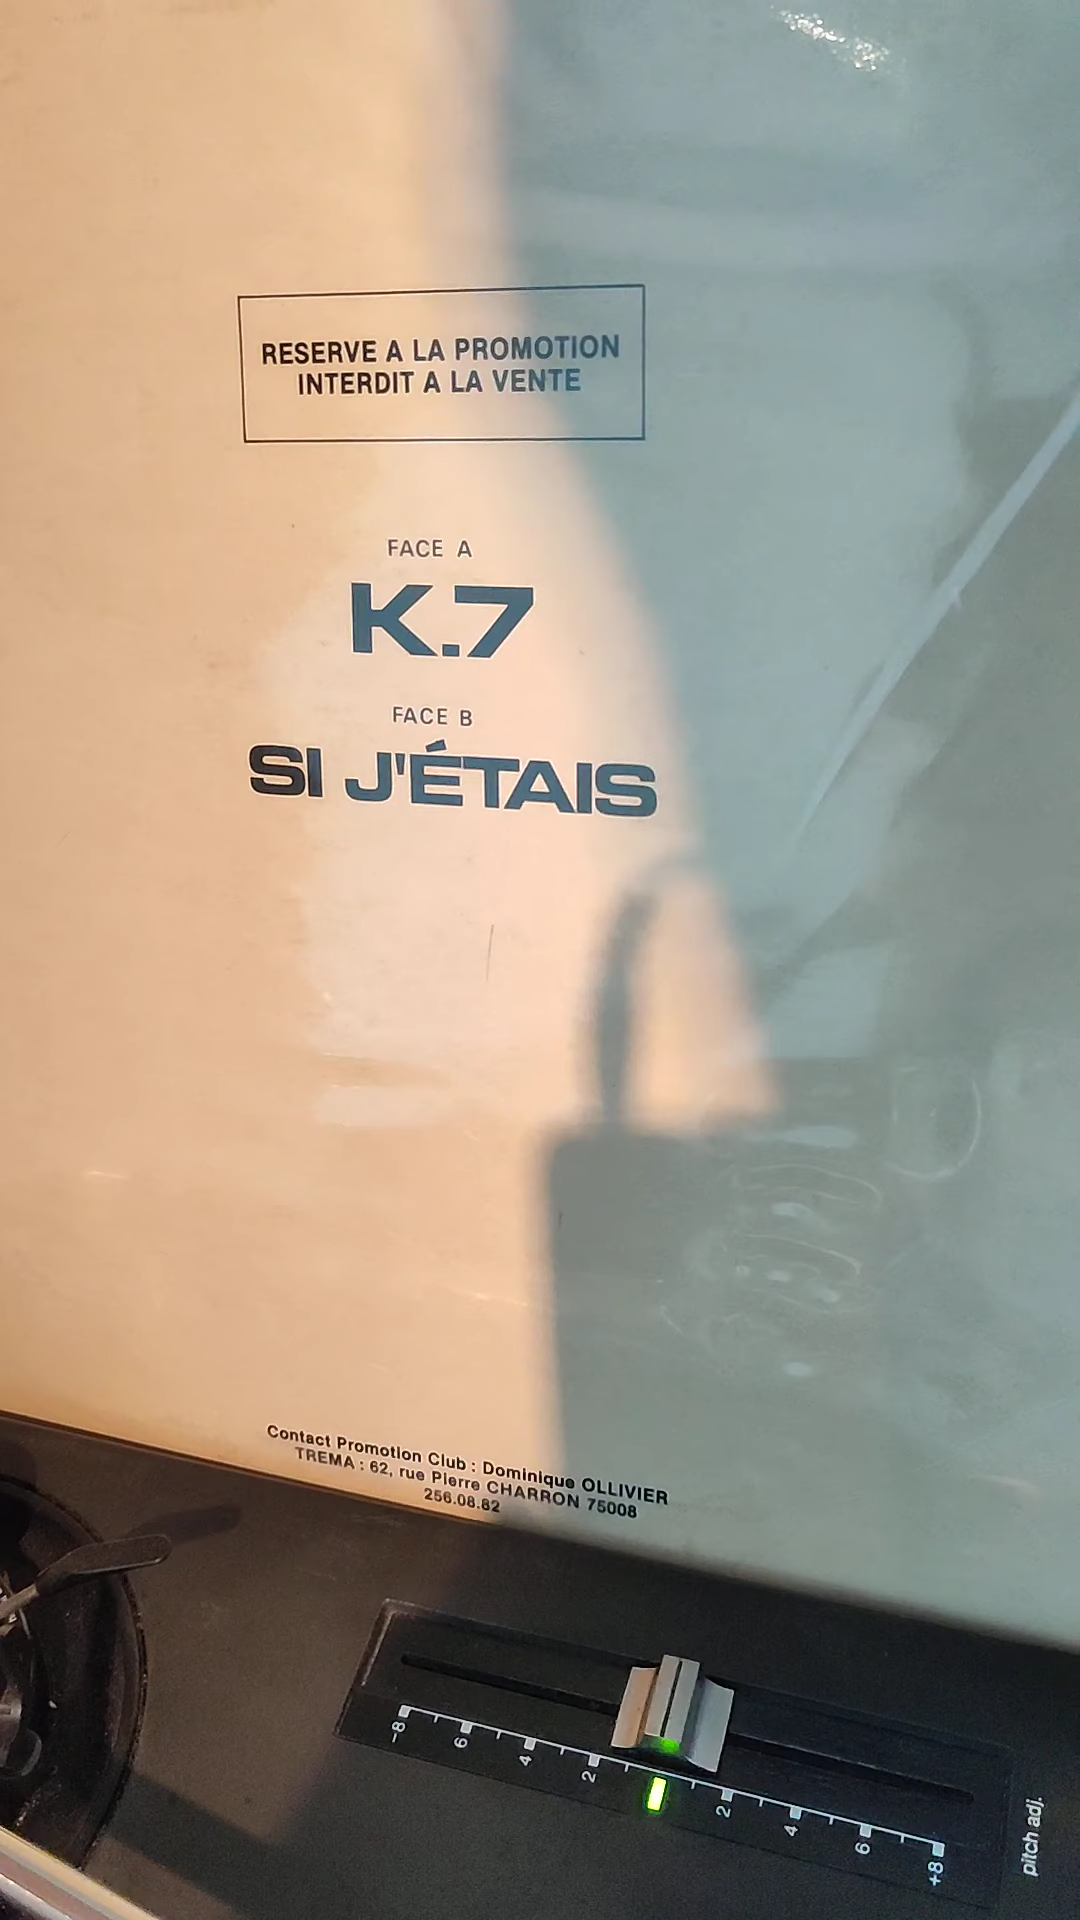 RESERVE A LA PROMOTION
INTERDIT A LA VENTE
FACE A
K.7
FACE B
SI J'ÉTAIS
Contact Promotion Club : Dominique OLLIVIER
TREMA : 62, rue Pierre CHARRON 75008
256.08.82
-8 6 4 2 2 4 6 +8
pitch adj.